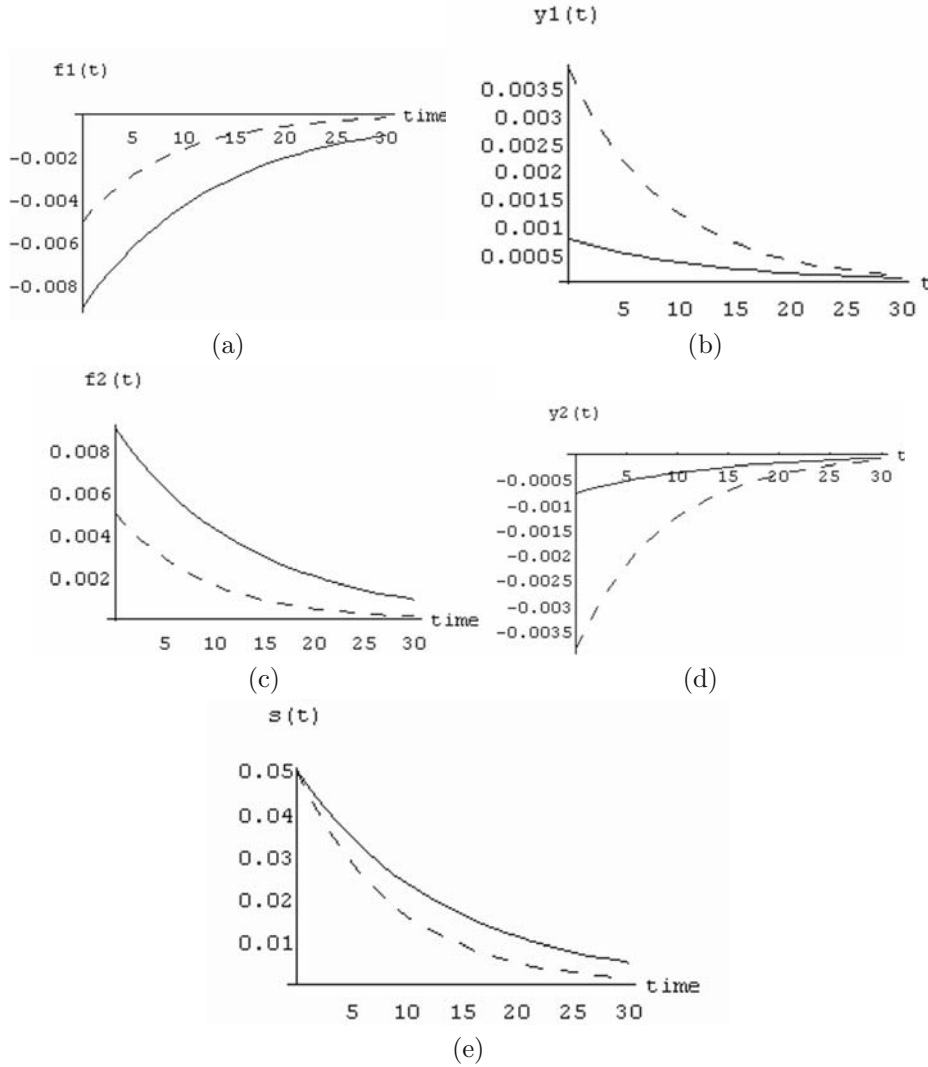 y1(t)
f1(t)
time
5 10 15 20 25 30
-0.002
-0.004
-0.006
-0.008
0.0035
0.003
0.0025
0.002
0.0015
0.001
0.0005
t
5 10 15 20 25 30
(a)
(b)
f2(t)
0.008
0.006
0.004
0.002
time
5 10 15 20 25 30
y2(t)
t
5 10 15 20 25 30
-0.0005
-0.001
-0.0015
-0.002
-0.0025
-0.003
-0.0035
(c)
(d)
s(t)
0.05
0.04
0.03
0.02
0.01
time
5 10 15 20 25 30
(e)